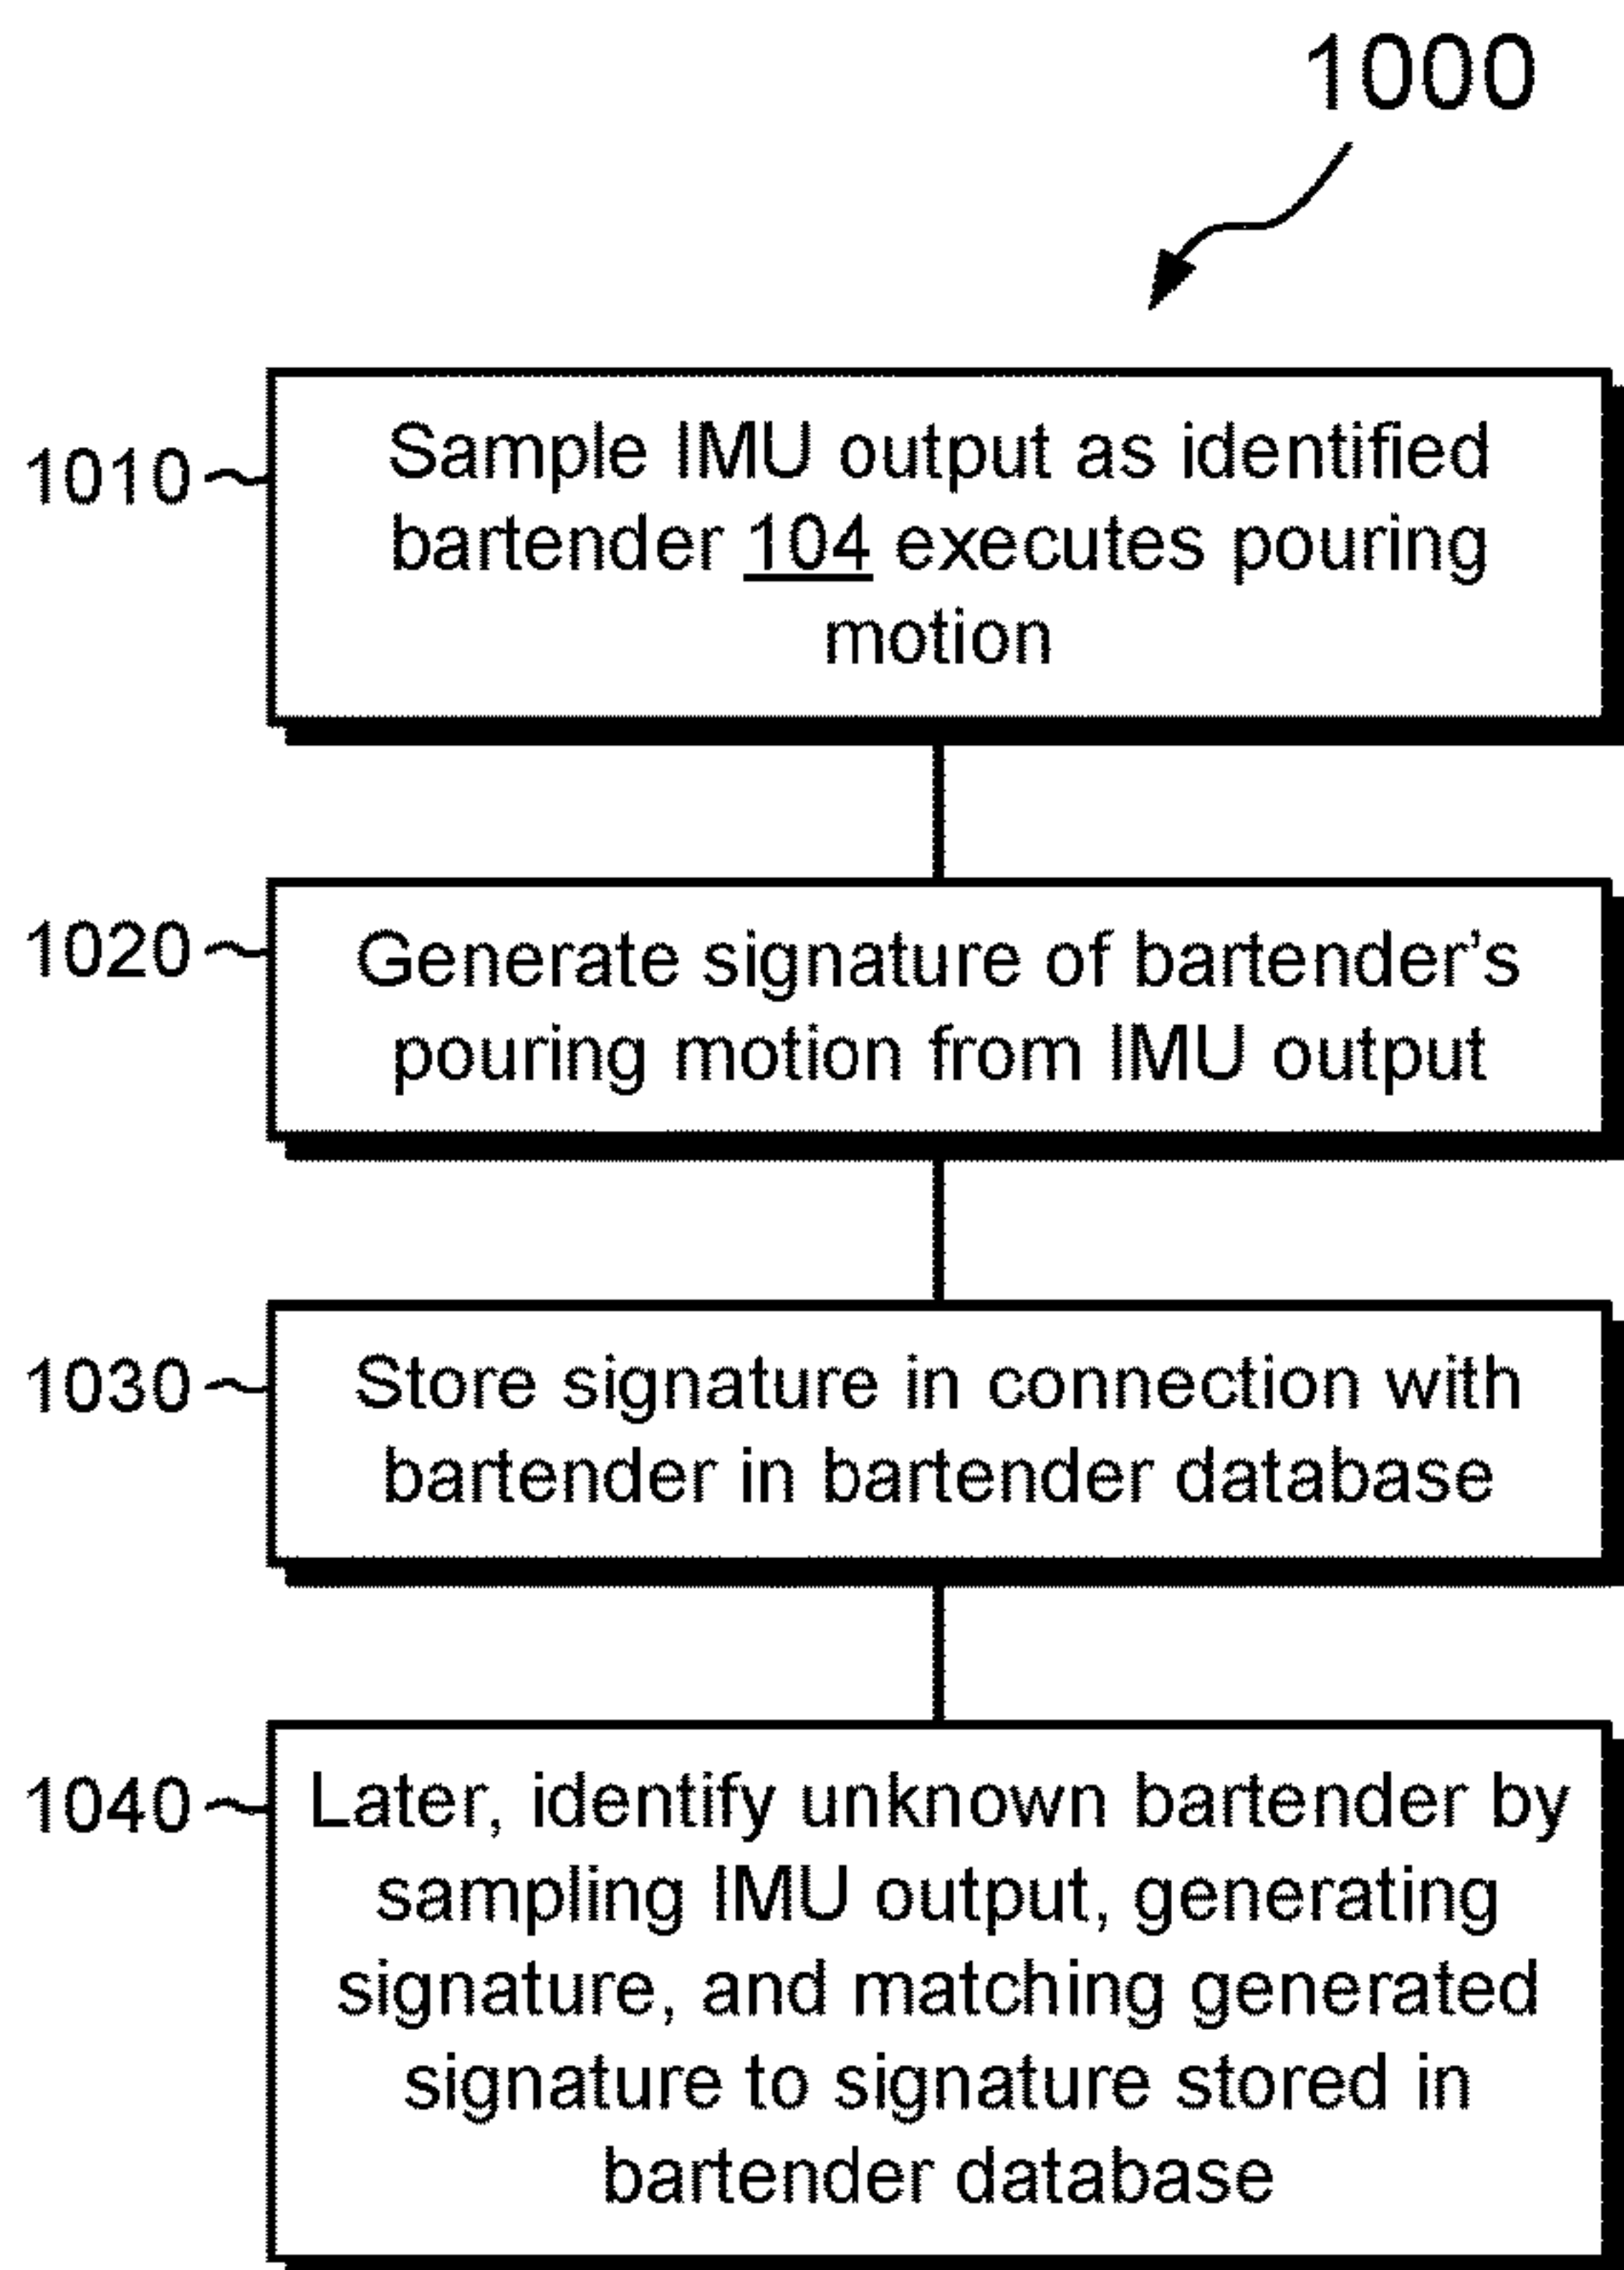 1000
1010
Sample IMU output as identified
bartender 104 executes pouring
motion
1020
Generate signature of bartender's
pouring motion from IMU output
1030
Store signature in connection with
bartender in bartender database
1040
Later, identify unknown bartender by
sampling IMU output, generating
signature, and matching generated
signature to signature stored in
bartender database